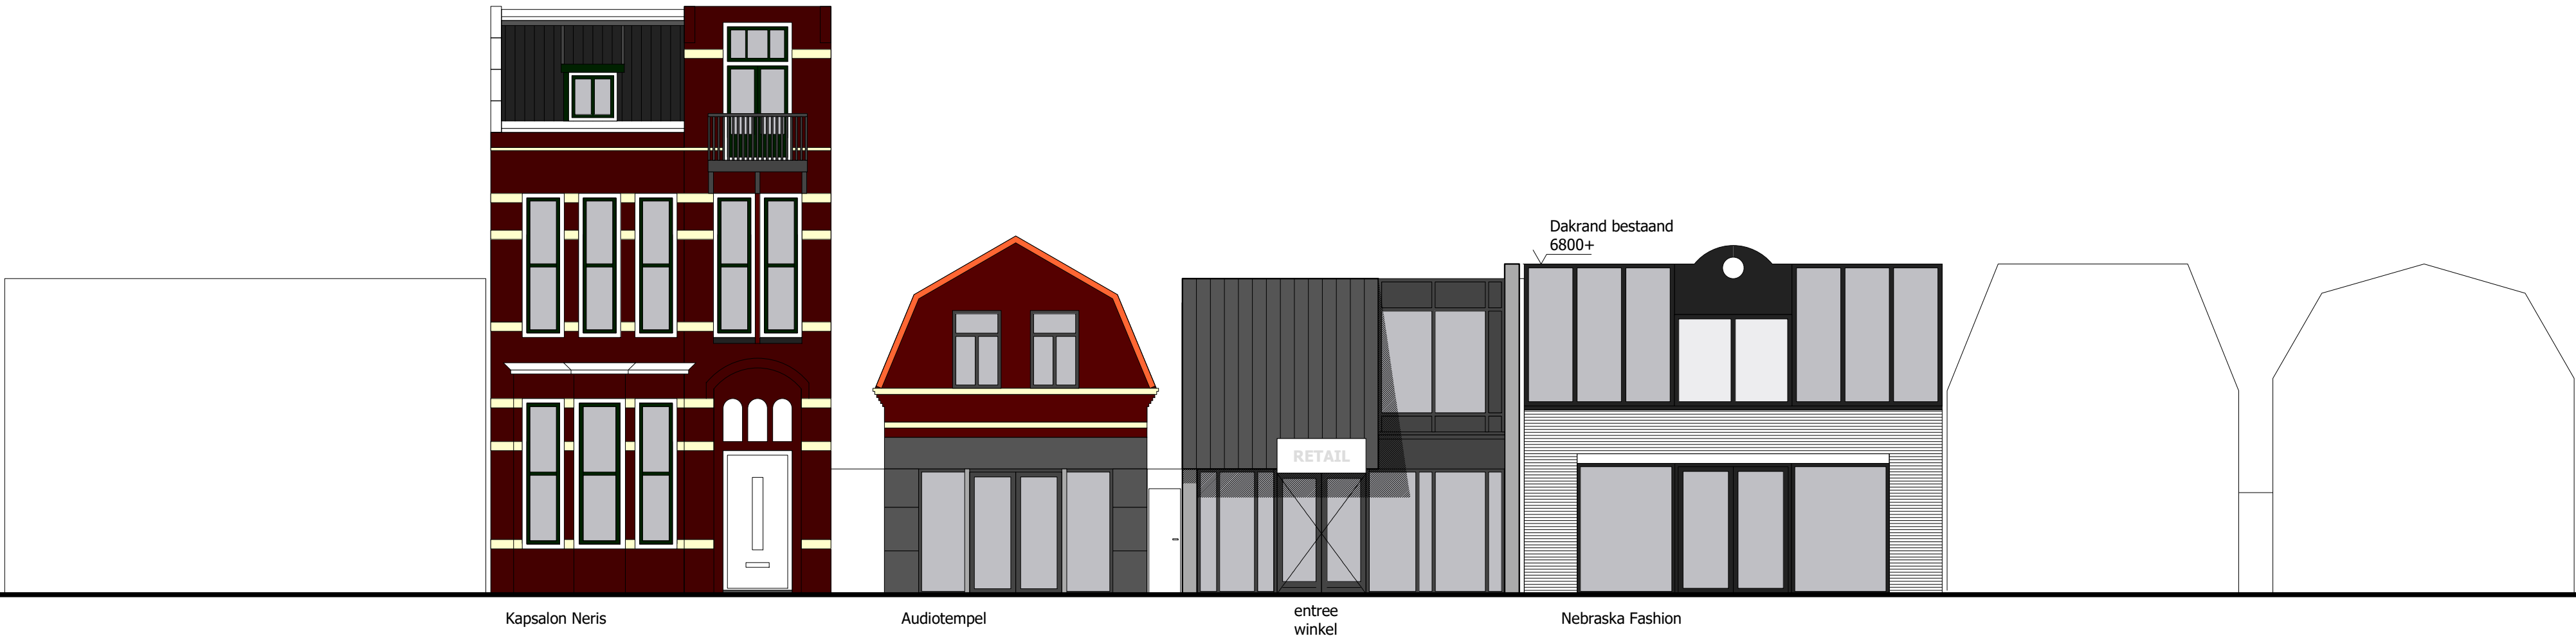 Dakrand bestaand
6800+
RETAIL
Kapsalon Neris
Audiotempel
entree
winkel
Nebraska Fashion